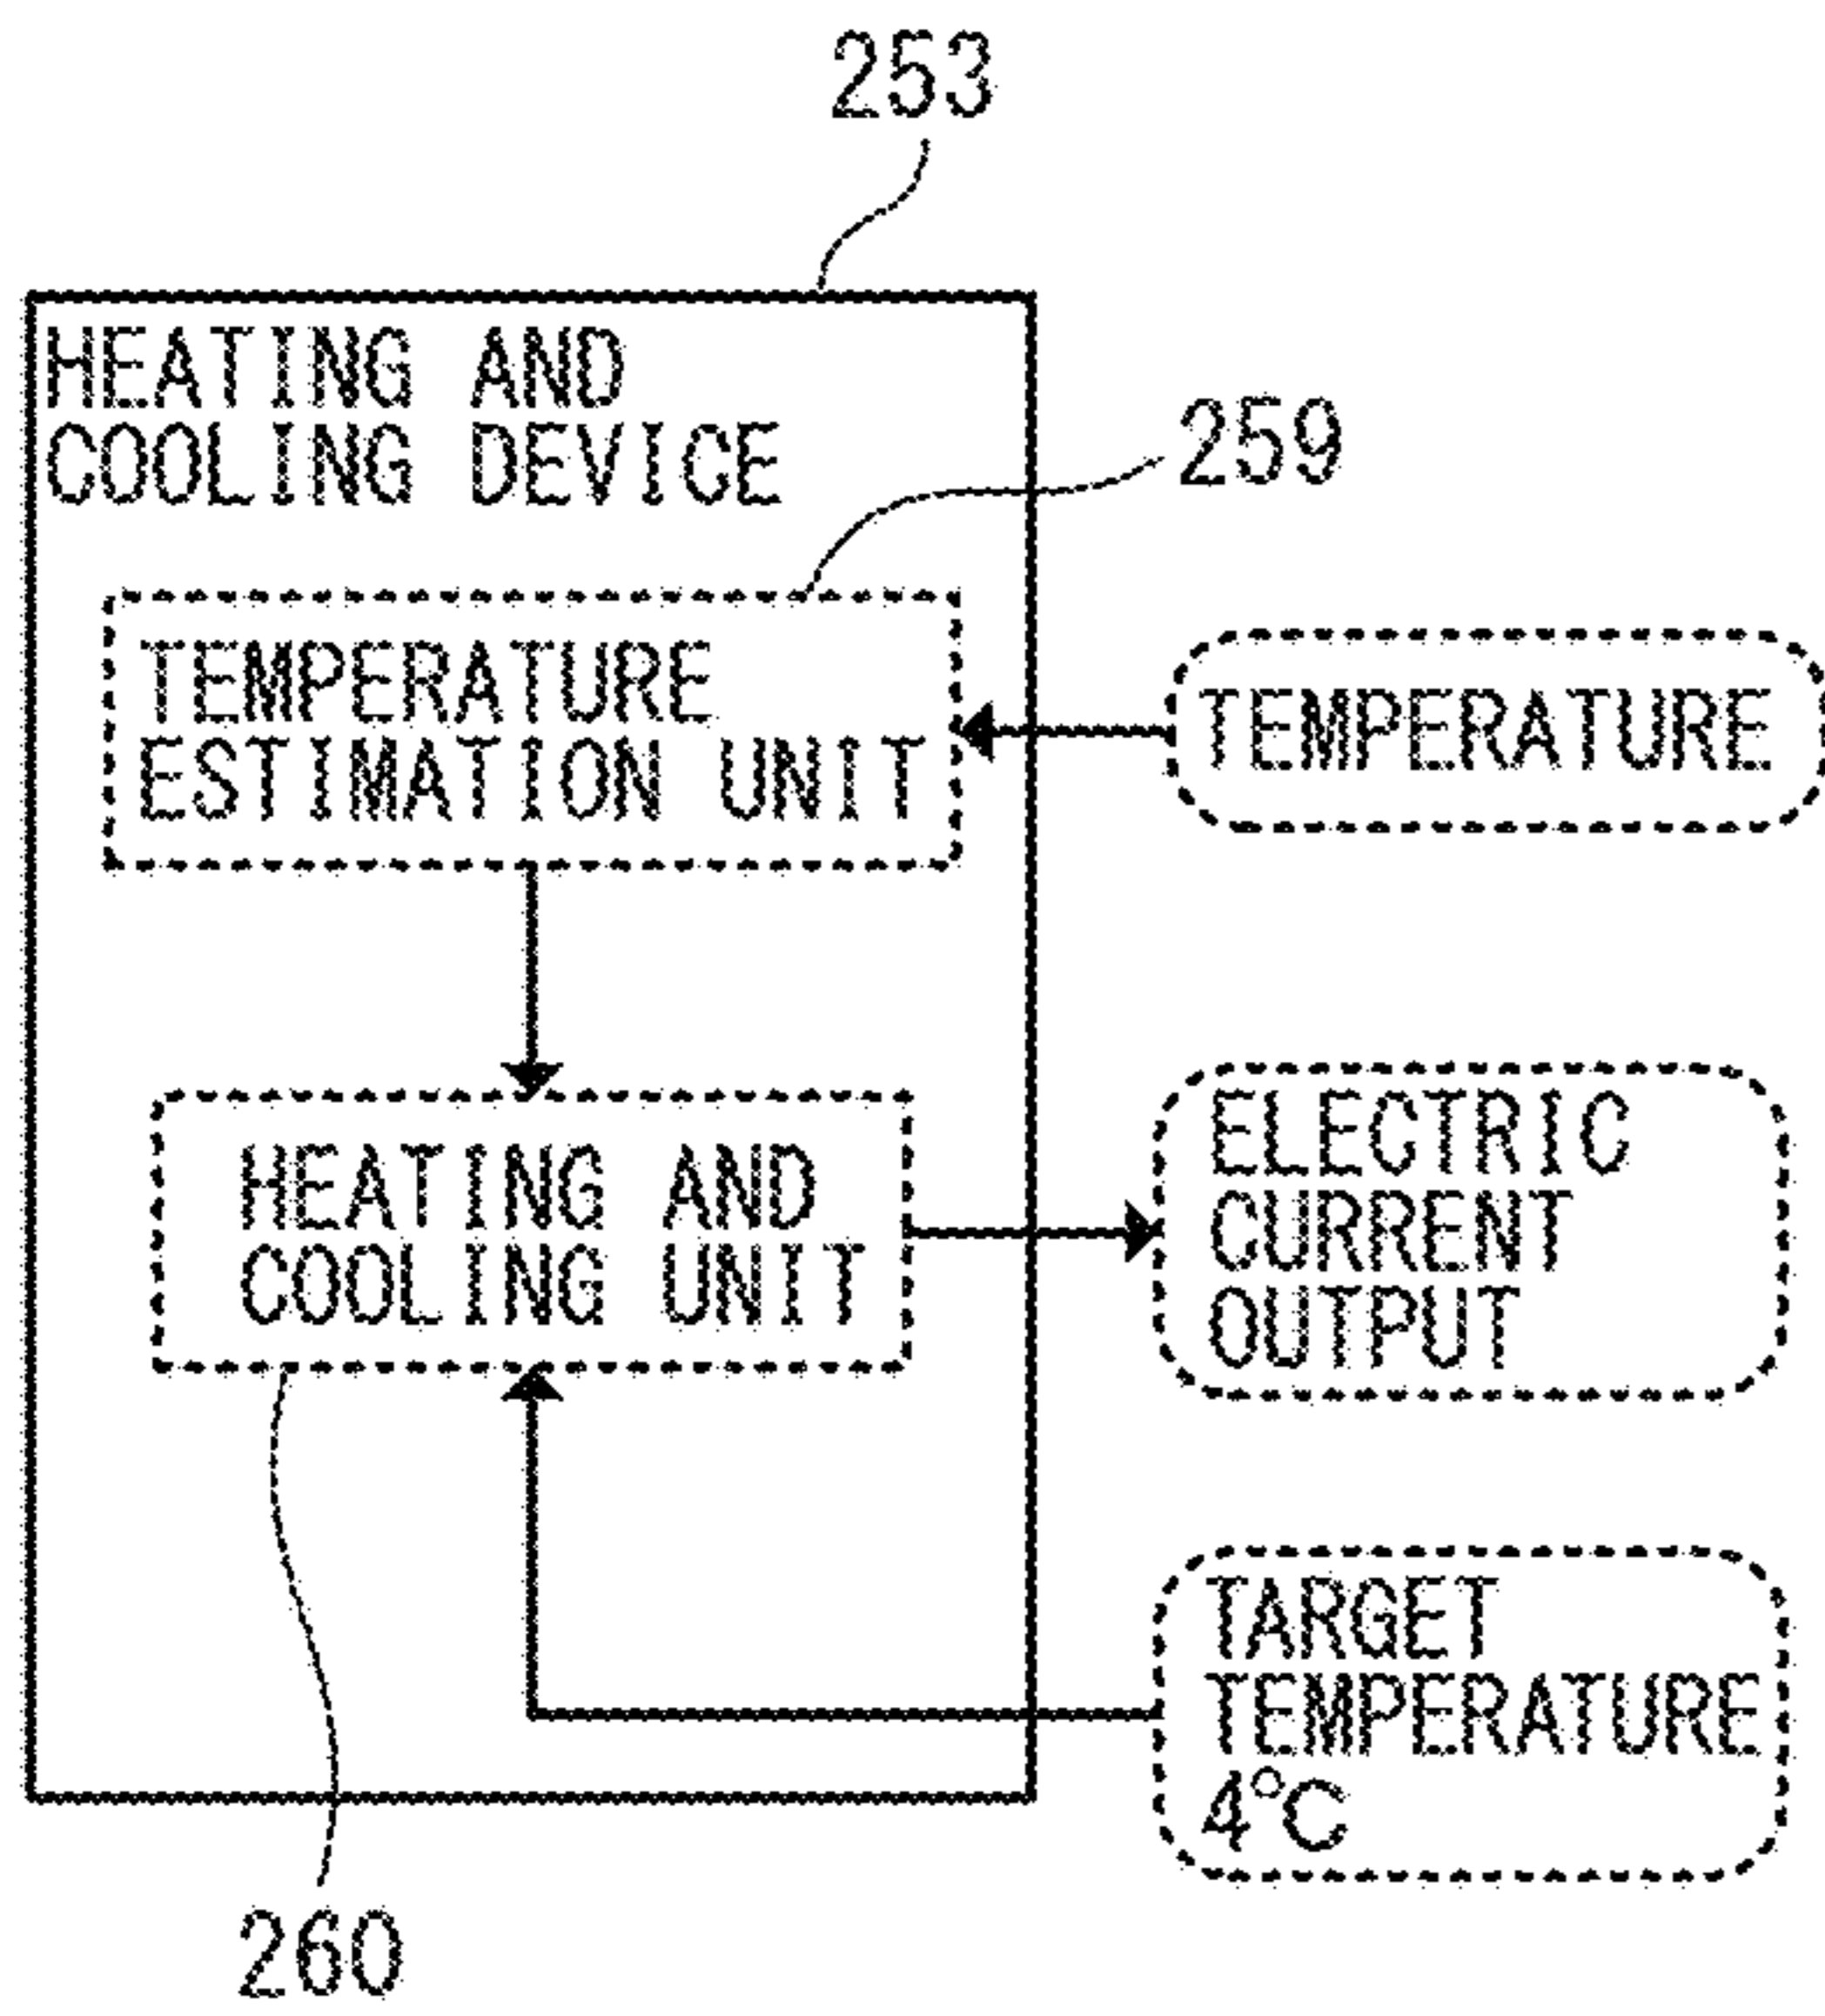 253
HEATING AND
COOLING DEVICE
259
TEMPERATURE
ESTIMATION UNIT
TEMPERATURE
HEATING AND
COOLING UNIT
ELECTRIC
CURRENT
OUTPUT
TARGET
TEMPERATURE
4°C
260